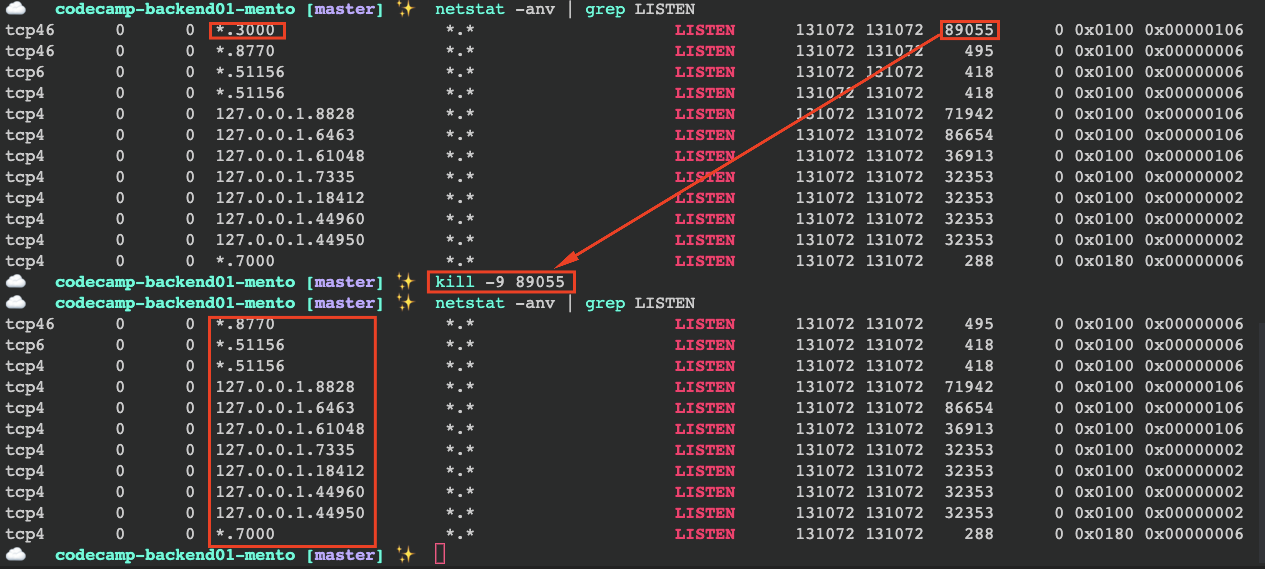 codecamp-backend01-mento [master] ✨ netstat -anv | grep LISTEN
tcp46 0 0 *.3000 *.* LISTEN 131072 131072 89055 0 0x0100 0x00000106
tcp46 0 0 *.8770 *.* LISTEN 131072 131072 495 0 0x0100 0x00000006
tcp6 0 0 *.51156 *.* LISTEN 131072 131072 418 0 0x0100 0x00000006
tcp4 0 0 *.51156 *.* LISTEN 131072 131072 418 0 0x0100 0x00000006
tcp4 0 0 127.0.0.1.8828 *.* LISTEN 131072 131072 71942 0 0x0100 0x00000106
tcp4 0 0 127.0.0.1.6463 *.* LISTEN 131072 131072 86654 0 0x0100 0x00000106
tcp4 0 0 127.0.0.1.61048 *.* LISTEN 131072 131072 36913 0 0x0100 0x00000106
tcp4 0 0 127.0.0.1.7335 *.* LISTEN 131072 131072 32353 0 0x0100 0x00000002
tcp4 0 0 127.0.0.1.18412 *.* LISTEN 131072 131072 32353 0 0x0100 0x00000002
tcp4 0 0 127.0.0.1.44960 *.* LISTEN 131072 131072 32353 0 0x0100 0x00000002
tcp4 0 0 127.0.0.1.44950 *.* LISTEN 131072 131072 32353 0 0x0100 0x00000002
tcp4 0 0 *.7000 *.* LISTEN 131072 131072 288 0 0x0180 0x00000006
codecamp-backend01-mento [master] ✨ kill -9 89055
codecamp-backend01-mento [master] ✨ netstat -anv | grep LISTEN
tcp46 0 0 *.8770 *.* LISTEN 131072 131072 495 0 0x0100 0x00000006
tcp6 0 0 *.51156 *.* LISTEN 131072 131072 418 0 0x0100 0x00000006
tcp4 0 0 *.51156 *.* LISTEN 131072 131072 418 0 0x0100 0x00000006
tcp4 0 0 127.0.0.1.8828 *.* LISTEN 131072 131072 71942 0 0x0100 0x00000106
tcp4 0 0 127.0.0.1.6463 *.* LISTEN 131072 131072 86654 0 0x0100 0x00000106
tcp4 0 0 127.0.0.1.61048 *.* LISTEN 131072 131072 36913 0 0x0100 0x00000106
tcp4 0 0 127.0.0.1.7335 *.* LISTEN 131072 131072 32353 0 0x0100 0x00000002
tcp4 0 0 127.0.0.1.18412 *.* LISTEN 131072 131072 32353 0 0x0100 0x00000002
tcp4 0 0 127.0.0.1.44960 *.* LISTEN 131072 131072 32353 0 0x0100 0x00000002
tcp4 0 0 127.0.0.1.44950 *.* LISTEN 131072 131072 32353 0 0x0100 0x00000002
tcp4 0 0 *.7000 *.* LISTEN 131072 131072 288 0 0x0180 0x00000006
codecamp-backend01-mento [master] ✨